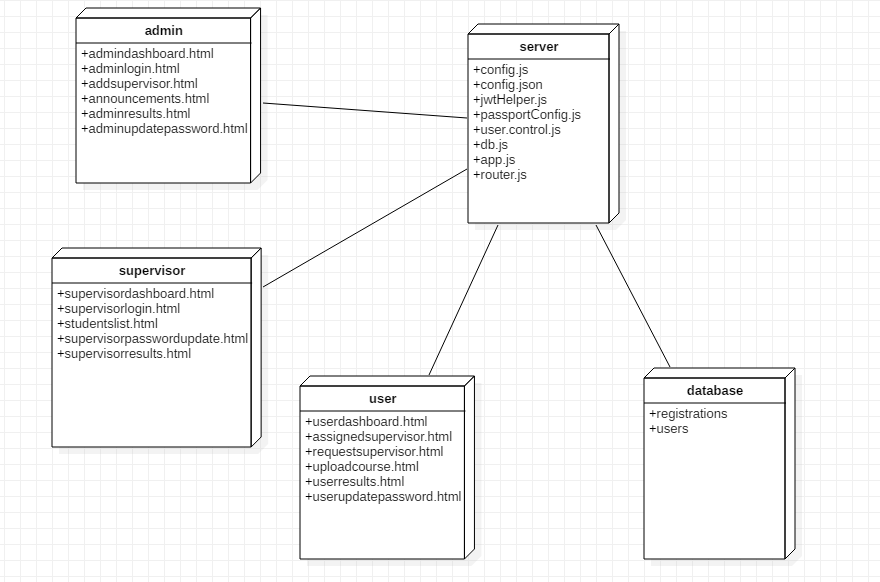 admin
+admindashboard.html
+adminlogin.html
+addsupervisor.html
+announcements.html
+adminresults.html
+adminupdatepassword.html
server
+config.js
+config.json
+jwtHelper.js
+passportConfig.js
+user.control.js
+db.js
+app.js
+router.js
supervisor
+supervisordashboard.html
+supervisorlogin.html
+studentslist.html
+supervisorpasswordupdate.html
+supervisorresults.html
user
+userdashboard.html
+assignedsupervisor.html
+requestsupervisor.html
+uploadcourse.html
+userresults.html
+userupdatepassword.html
database
+registrations
+users